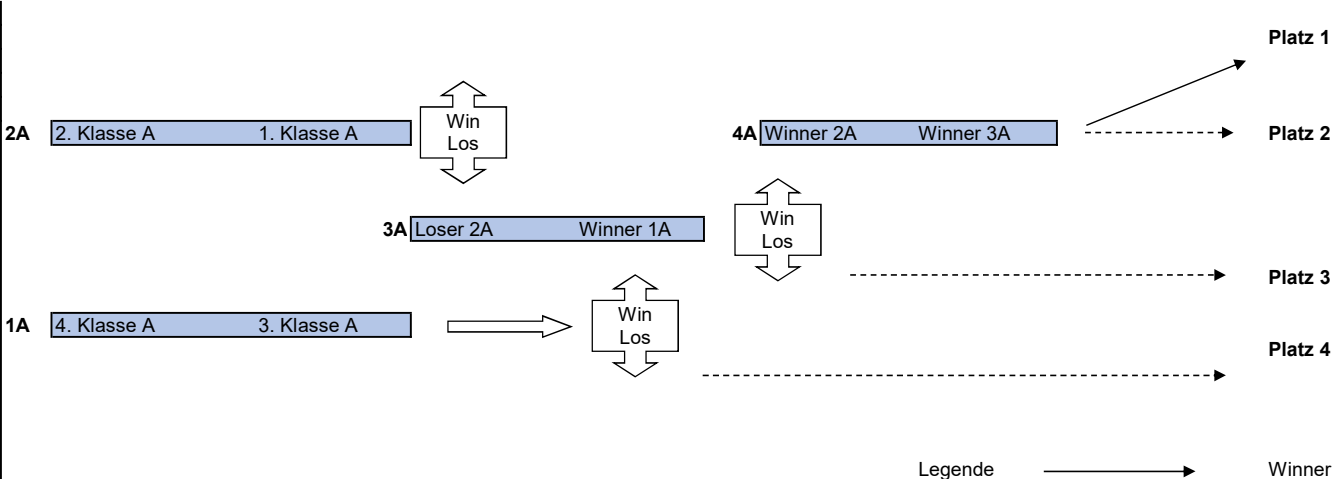 Platz 1
Win
2A 2. Klasse A 1. Klasse A
Los
4A Winner 2A Winner 3A
Platz 2
3A Loser 2A Winner 1A
Win
Los
Platz 3
1A 4. Klasse A 3. Klasse A
Win
Los
Platz 4
Legende Winner